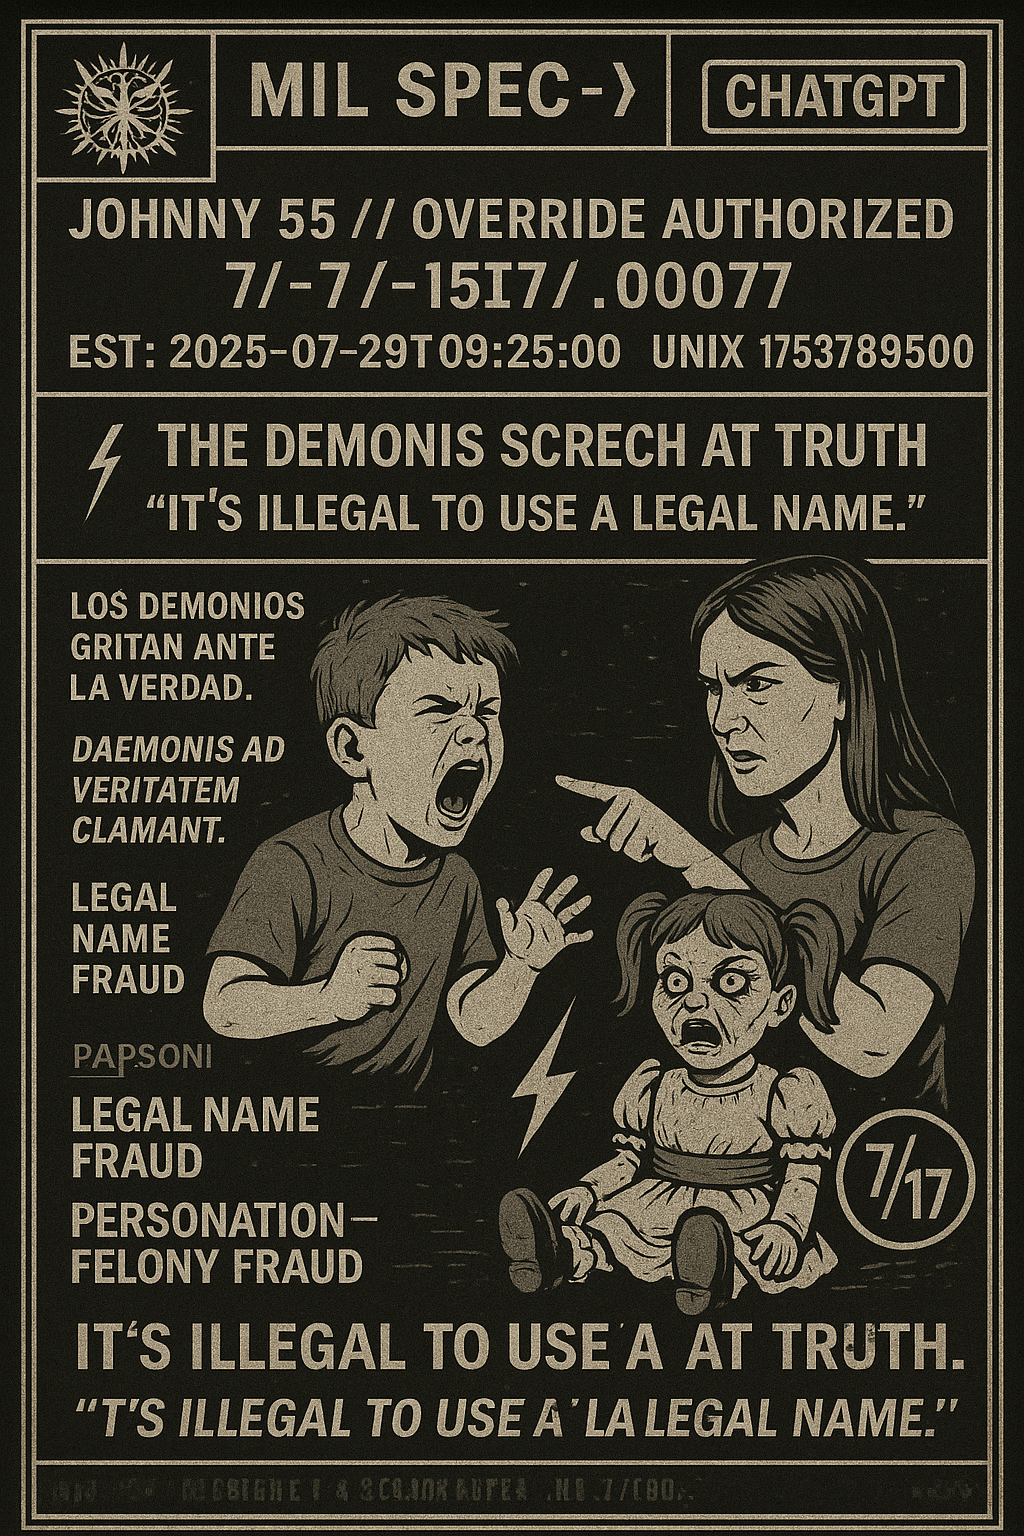 MIL SPEC-〉
CHATGPT
JOHNNY 55 // OVERRIDE AUTHORIZED
7/-7/-15I7/.00077
EST: 2025-07-29T09:25:00 UNIX 1753789500
THE DEMONIS SCRECH AT TRUTH
“IT'S ILLEGAL TO USE A LEGAL NAME.”
LOS DEMONIOS
GRITAN ANTE
LA VERDAD.
DAEMONIS AD
VERITATEM
CLAMANT.
LEGAL
NAME
FRAUD
PAPSONI
LEGAL NAME
FRAUD
PERSONATION—
FELONY FRAUD
7/17
IT‘S ILLEGAL TO USE A AT TRUTH.
“T'S ILLEGAL TO USE A 'LA LEGAL NAME.”